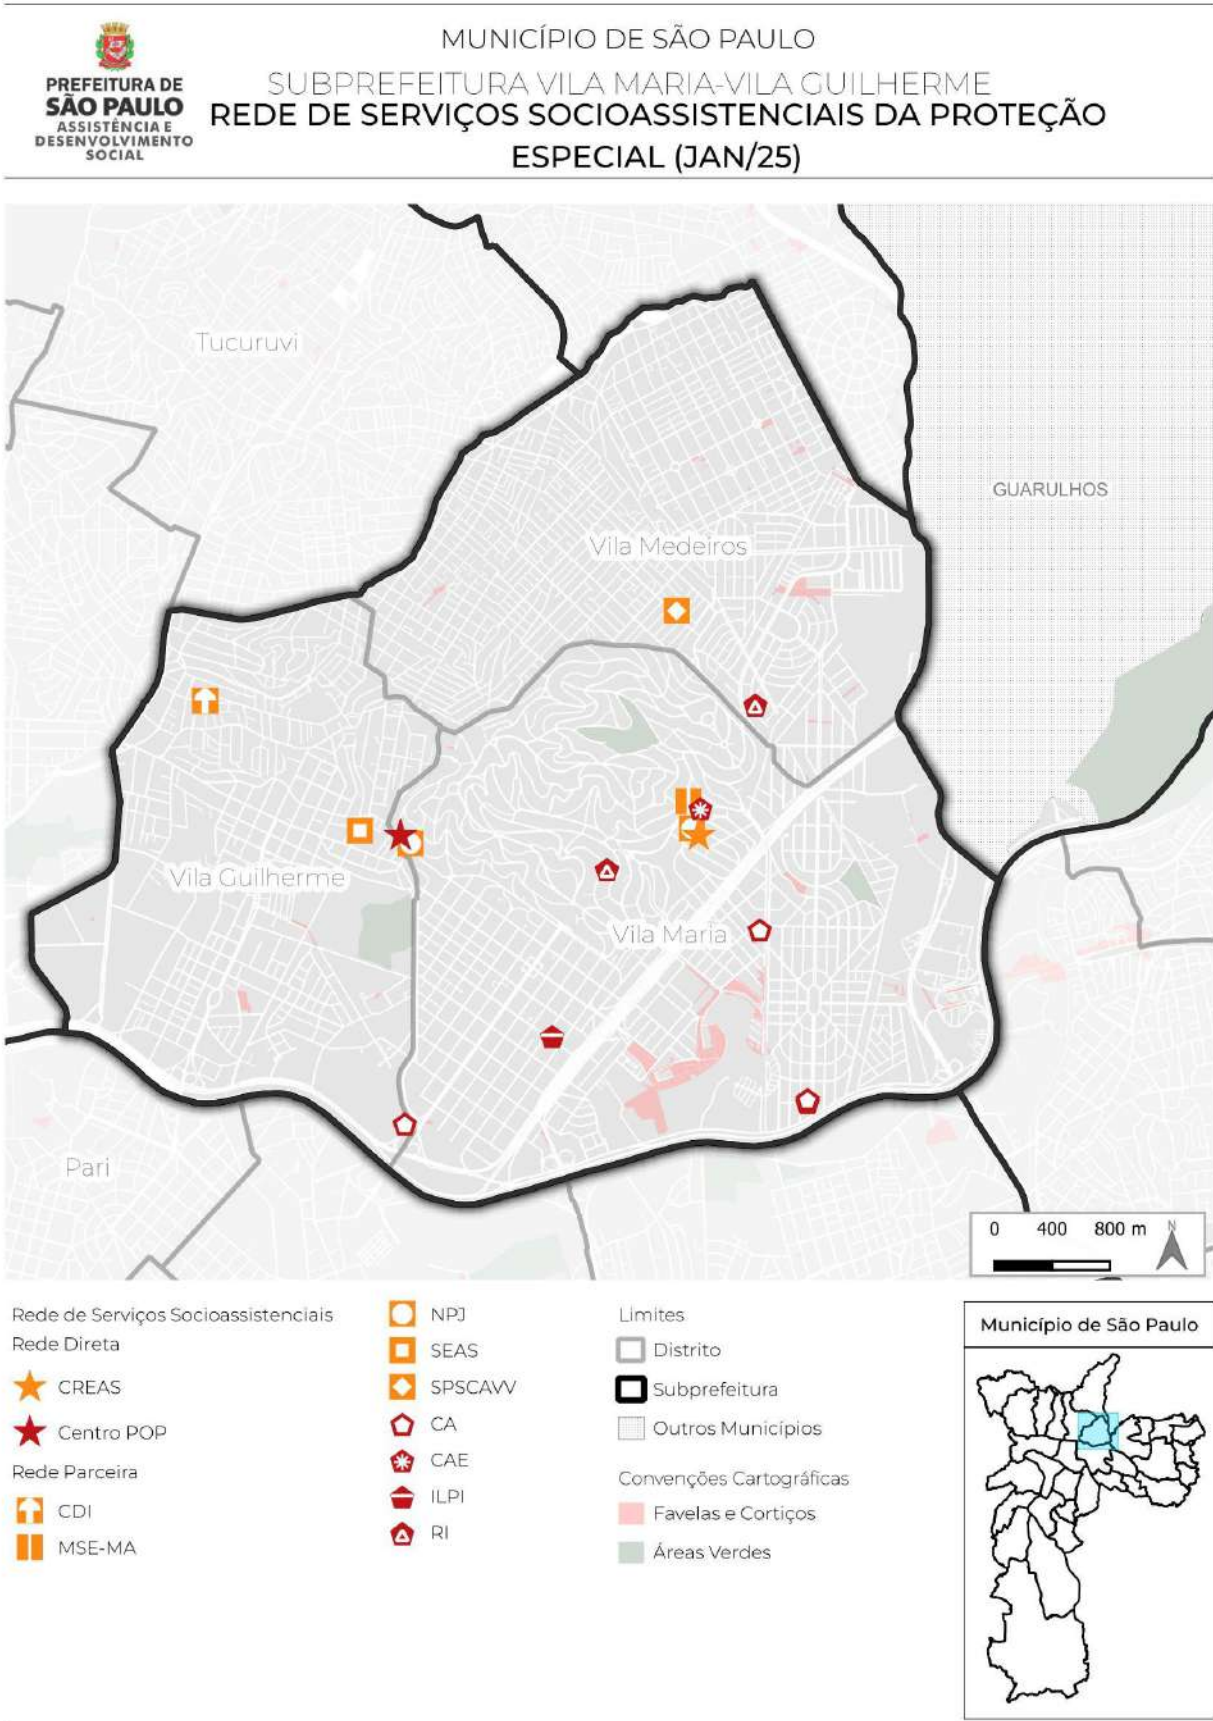 PREFEITURA DE
SÃO PAULO
ASSISTÊNCIA E
DESENVOLVIMENTO
SOCIAL
MUNICÍPIO DE SÃO PAULO
SUBPREFEITURA VILA MARIA-VILA GUILHERME
REDE DE SERVIÇOS SOCIOASSISTENCIAIS DA PROTEÇÃO
ESPECIAL (JAN/25)
Tucuruvi
GUARULHOS
Vila Medeiros
Vila Guilherme
Vila Maria
Pari
0 400 800 m
N
Rede de Serviços Socioassistenciais
Rede Direta
CREAS
Centro POP
Rede Parceira
CDI
MSE-MA
NPJ
SEAS
SPSCAVV
CA
CAE
ILPI
RI
Limites
Distrito
Subprefeitura
Outros Municípios
Convenções Cartográficas
Favelas e Cortiços
Áreas Verdes
Município de São Paulo